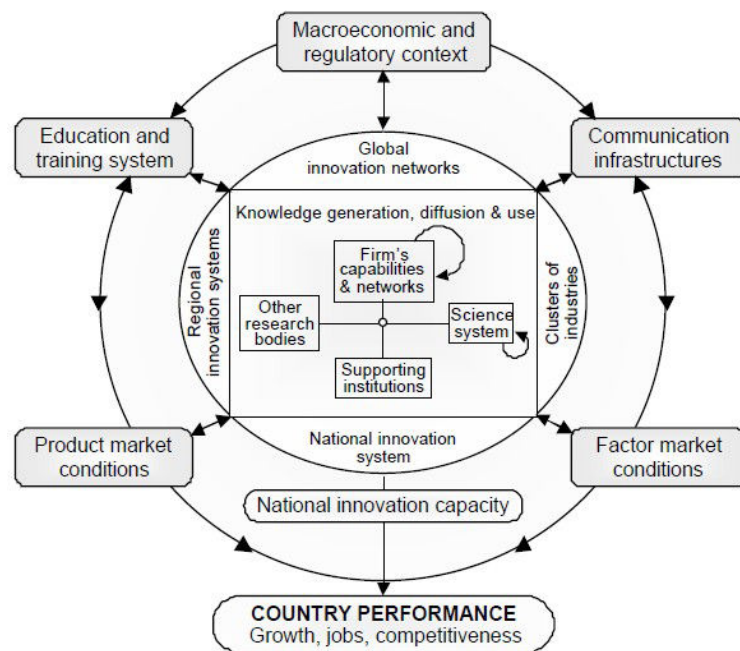 Macroeconomic and
regulatory context
Education and
training system
Communication
infrastructures
Global
innovation networks
Knowledge generation, diffusion & use
Regional
innovation systems
Clusters of
industries
Firm's
capabilities
& networks
Other
research
bodies
Science
system
Supporting
institutions
Product market
conditions
National innovation
system
Factor market
conditions
National innovation capacity
COUNTRY PERFORMANCE
Growth, jobs, competitiveness